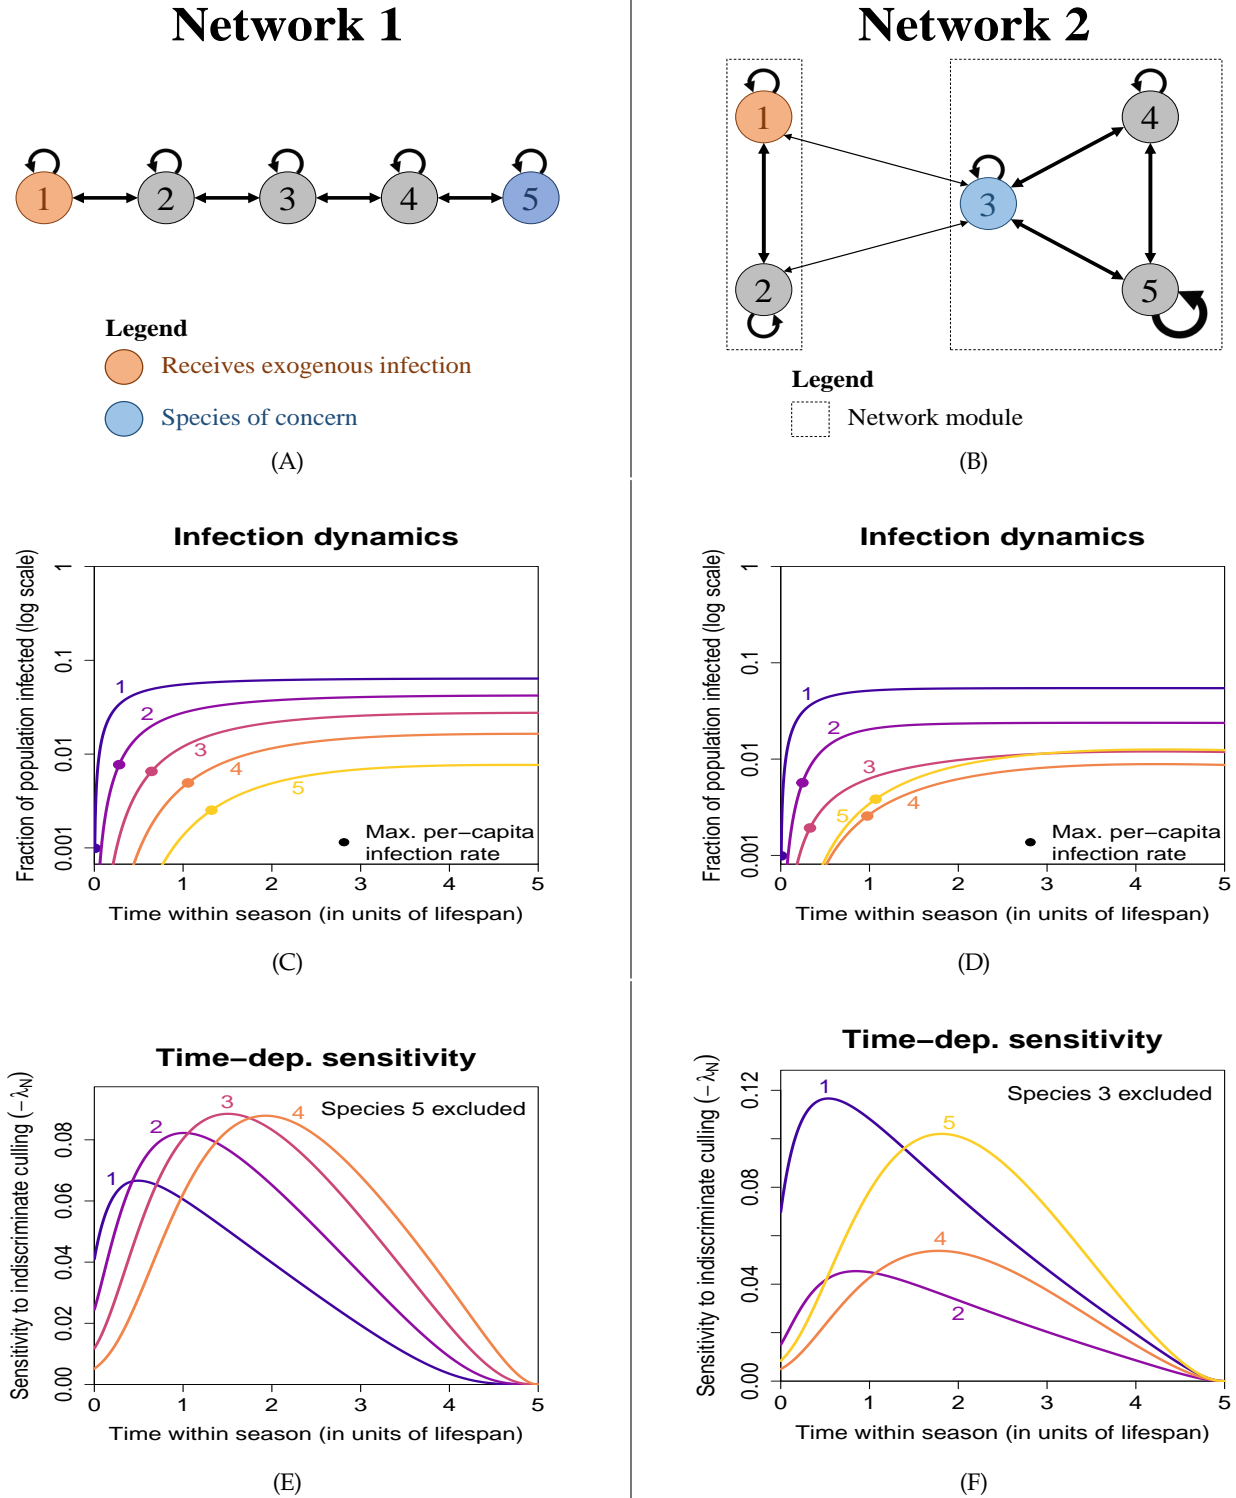 Network 1
1 2 3 4 5
Legend
Receives exogenous infection
Species of concern
(A)
Network 2
1
4
3
2
5
Legend
Network module
(B)
Infection dynamics
Fraction of population infected (log scale)
1
0.1
0.01
0.001
1
2
3
4
5
Max. per-capita
infection rate
0 1 2 3 4 5
Time within season (in units of lifespan)
(C)
Infection dynamics
Fraction of population infected (log scale)
1
0.1
0.01
0.001
1
2
3
5
4
Max. per-capita
infection rate
0 1 2 3 4 5
Time within season (in units of lifespan)
(D)
Time-dep. sensitivity
Sensitivity to indiscriminate culling (− λN)
0.08
0.06
0.04
0.02
0.00
Species 5 excluded
1
2
3
4
0 1 2 3 4 5
Time within season (in units of lifespan)
(E)
Time-dep. sensitivity
Sensitivity to indiscriminate culling (− λN)
0.12
0.08
0.04
0.00
Species 3 excluded
1
5
4
2
0 1 2 3 4 5
Time within season (in units of lifespan)
(F)